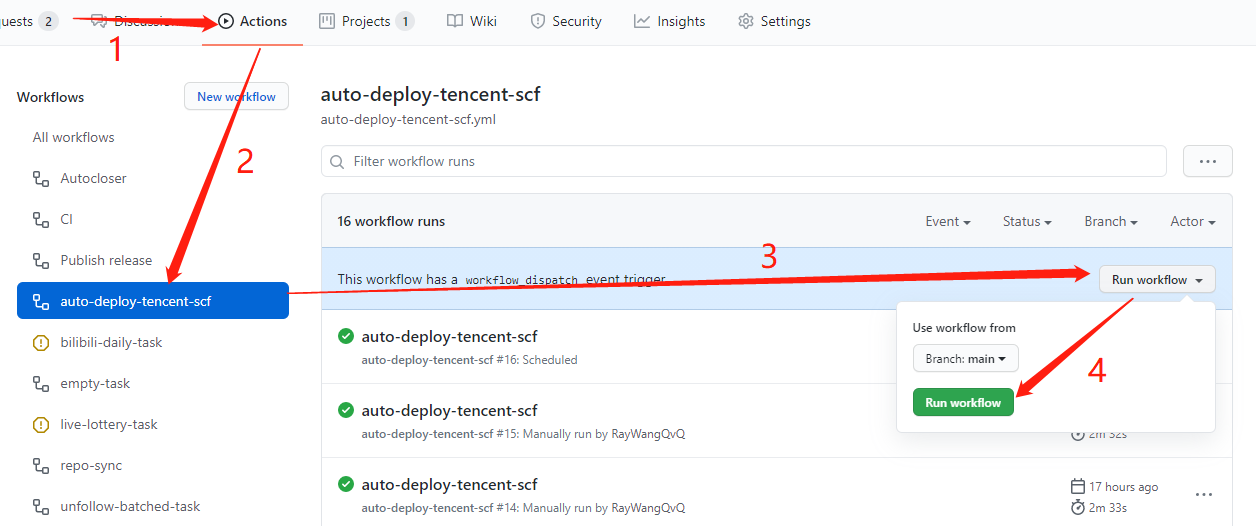 uests 2 Discussions Actions Projects 1 Wiki Security Insights Settings
1
Workflows New workflow
All workflows
Autocloser
CI
Publish release
auto-deploy-tencent-scf
bilibili-daily-task
empty-task
live-lottery-task
repo-sync
unfollow-batched-task
2
auto-deploy-tencent-scf
auto-deploy-tencent-scf.yml
Filter workflow runs
16 workflow runs Event Status Branch Actor
3
This workflow has a workflow_dispatch event trigger. Run workflow
Use workflow from
Branch: main
4
Run workflow
auto-deploy-tencent-scf
auto-deploy-tencent-scf #16: Scheduled
auto-deploy-tencent-scf
auto-deploy-tencent-scf #15: Manually run by RayWangQvQ
2m 32s
auto-deploy-tencent-scf
auto-deploy-tencent-scf #14: Manually run by RayWangQvQ
17 hours ago
2m 33s